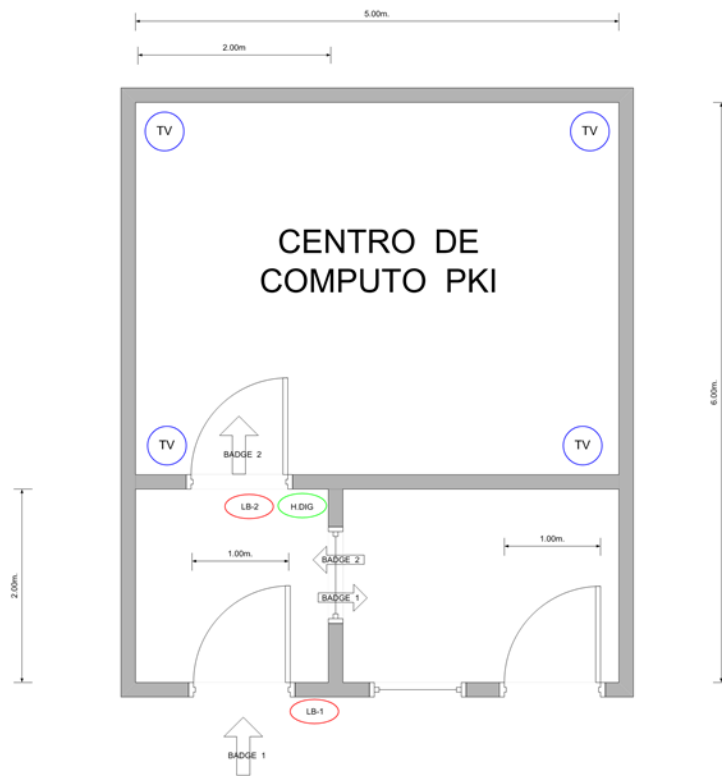 5.00m.
2.00m
TV
TV
CENTRO DE
COMPUTO PKI
6.00m.
TV
TV
BADGE 2
LB-2
H.DIG
1.00m.
1.00m.
BADGE 2
2.00m.
BADGE 1
LB-1
BADGE 1